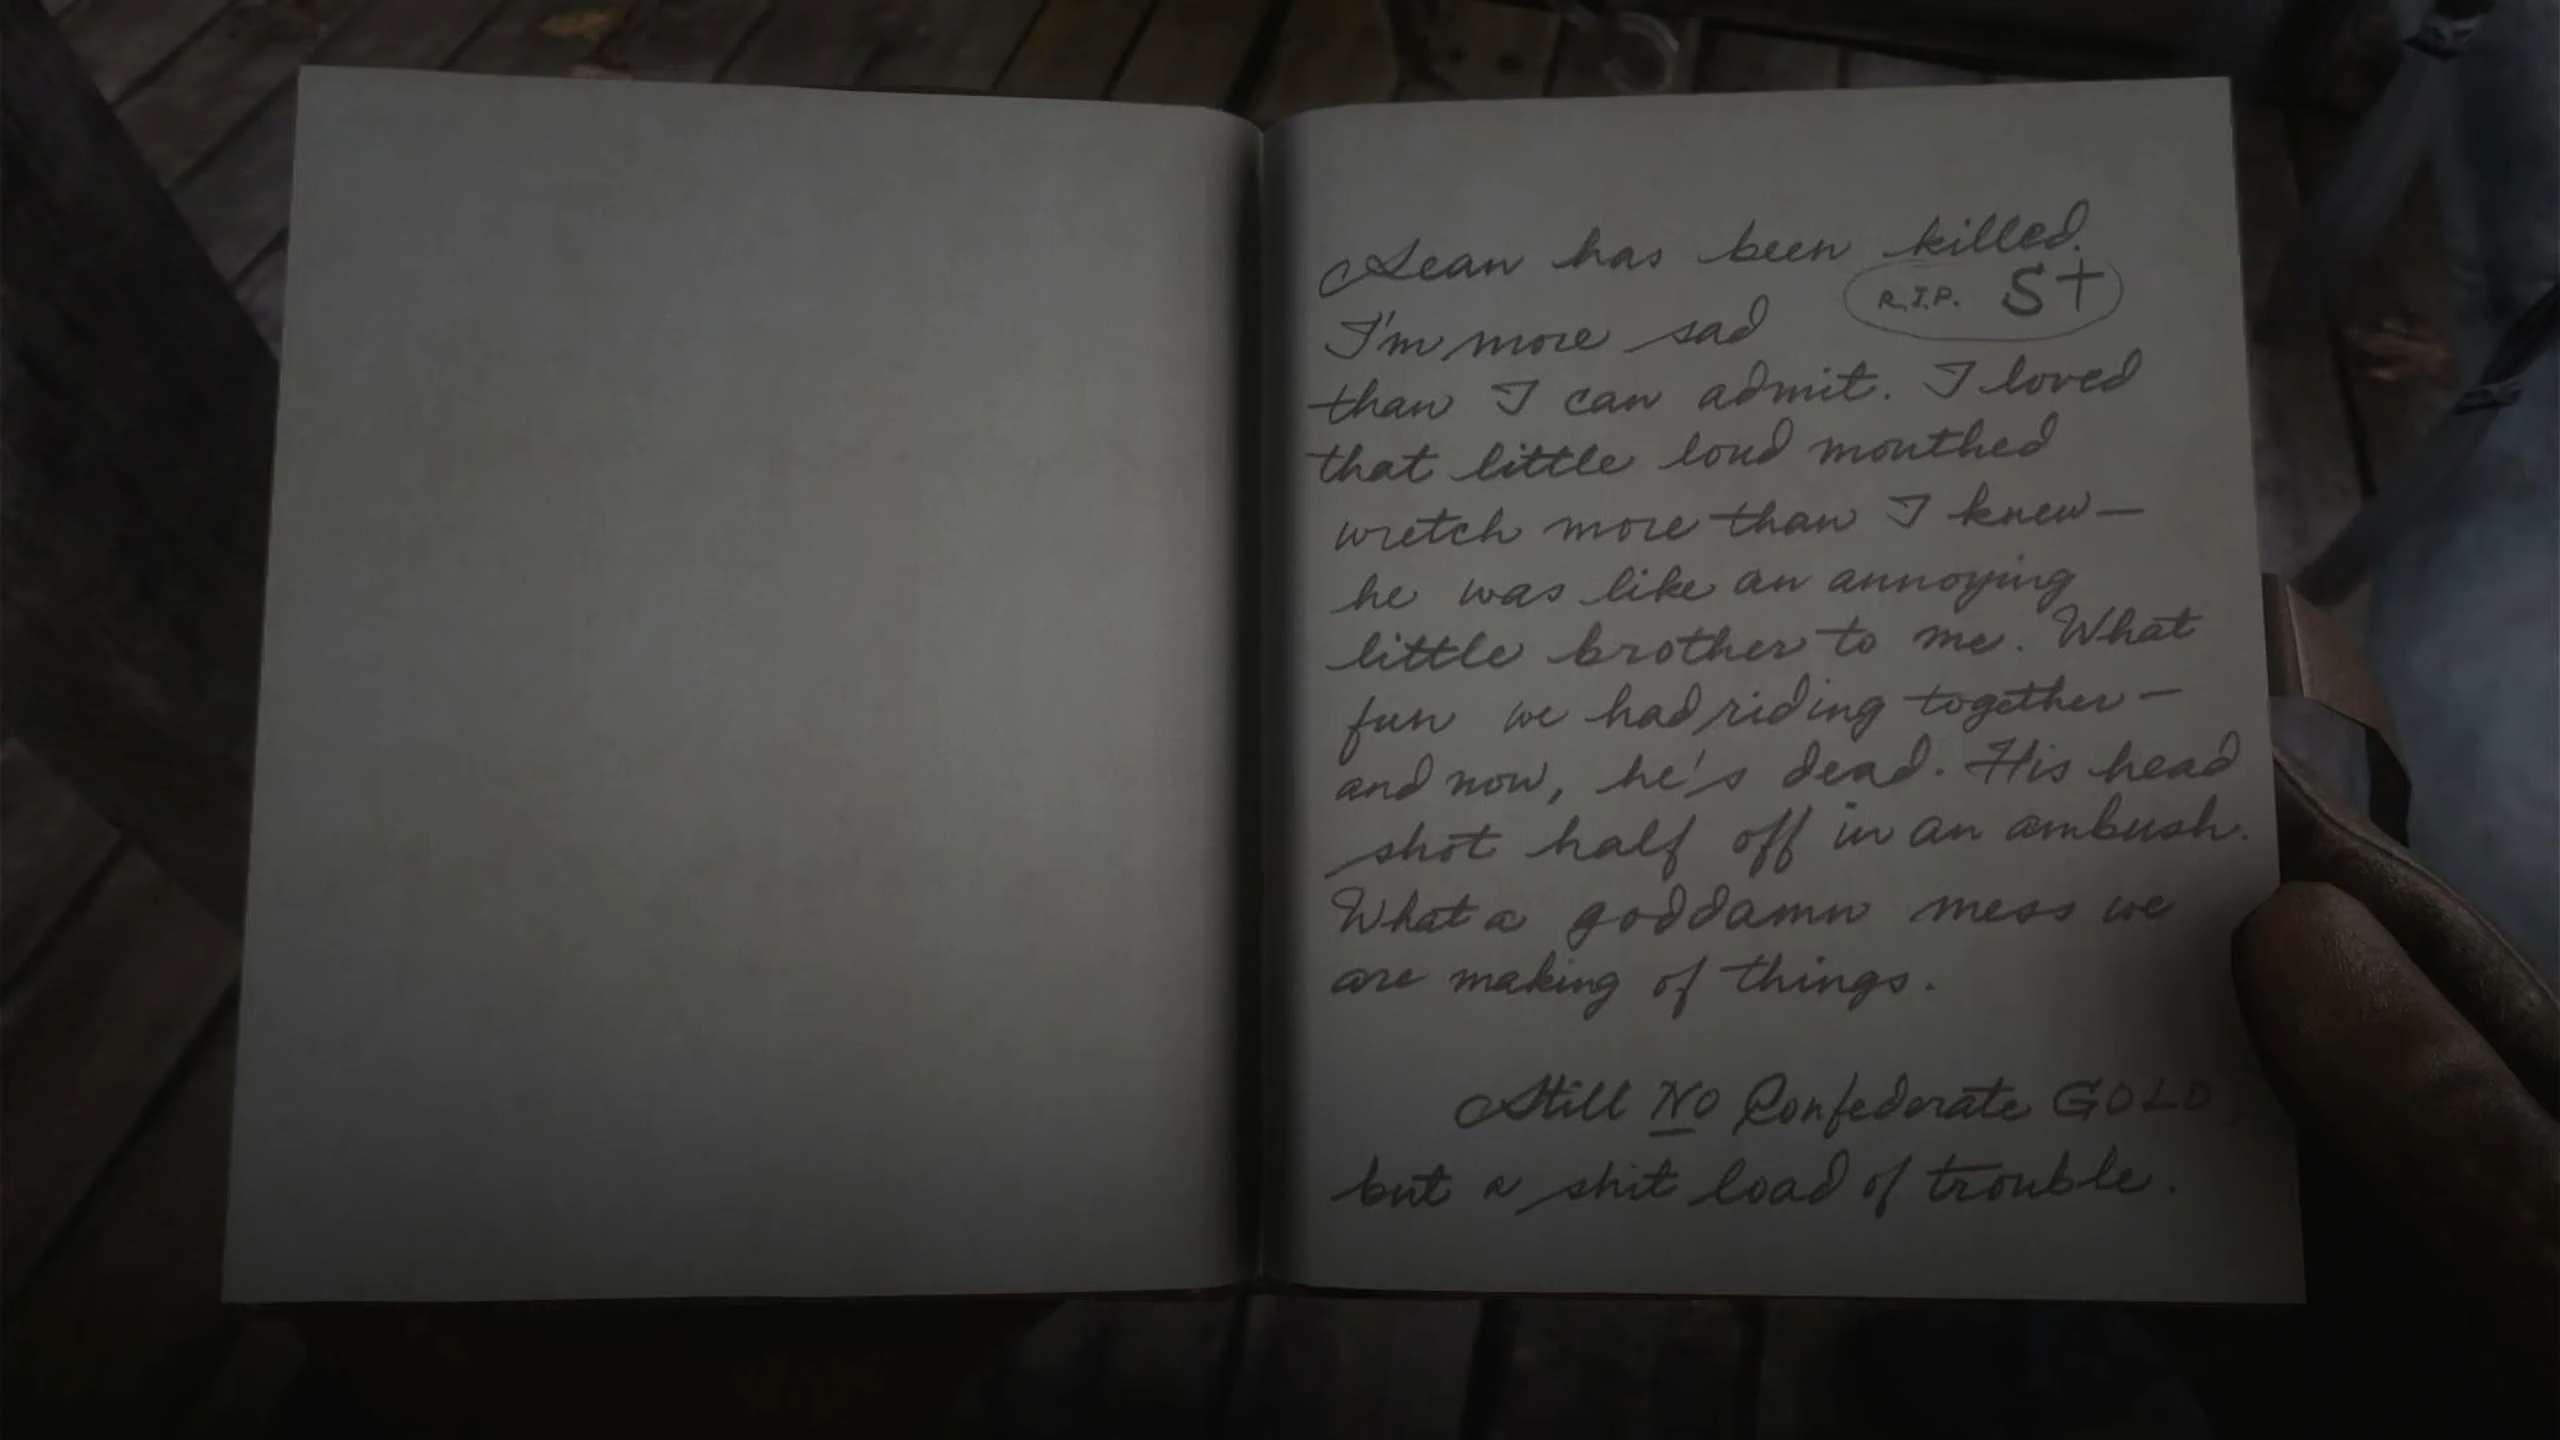 Sean has been killed.
R.I.P. S†
I'm more sad
than I can admit. I loved
that little loud mouthed
wretch more than I knew—
he was like an annoying
little brother to me. What
fun we had riding together—
and now, he's dead. His head
shot half off in an ambush.
What a goddamn mess we
are making of things.
Still No Confederate GOLD,
but a shit load of trouble.